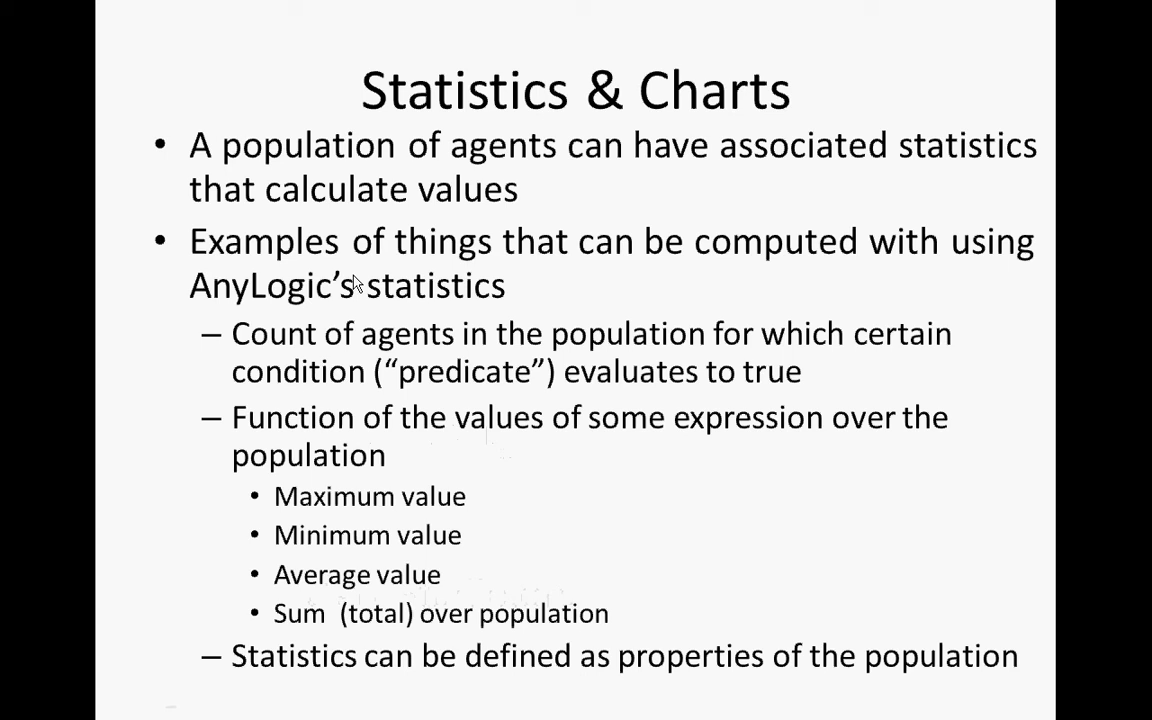 Statistics & Charts
• A population of agents can have associated statistics
that calculate values
• Examples of things that can be computed with using
AnyLogic’s statistics
– Count of agents in the population for which certain
condition (“predicate”) evaluates to true
– Function of the values of some expression over the
population
• Maximum value
• Minimum value
• Average value
• Sum (total) over population
– Statistics can be defined as properties of the population